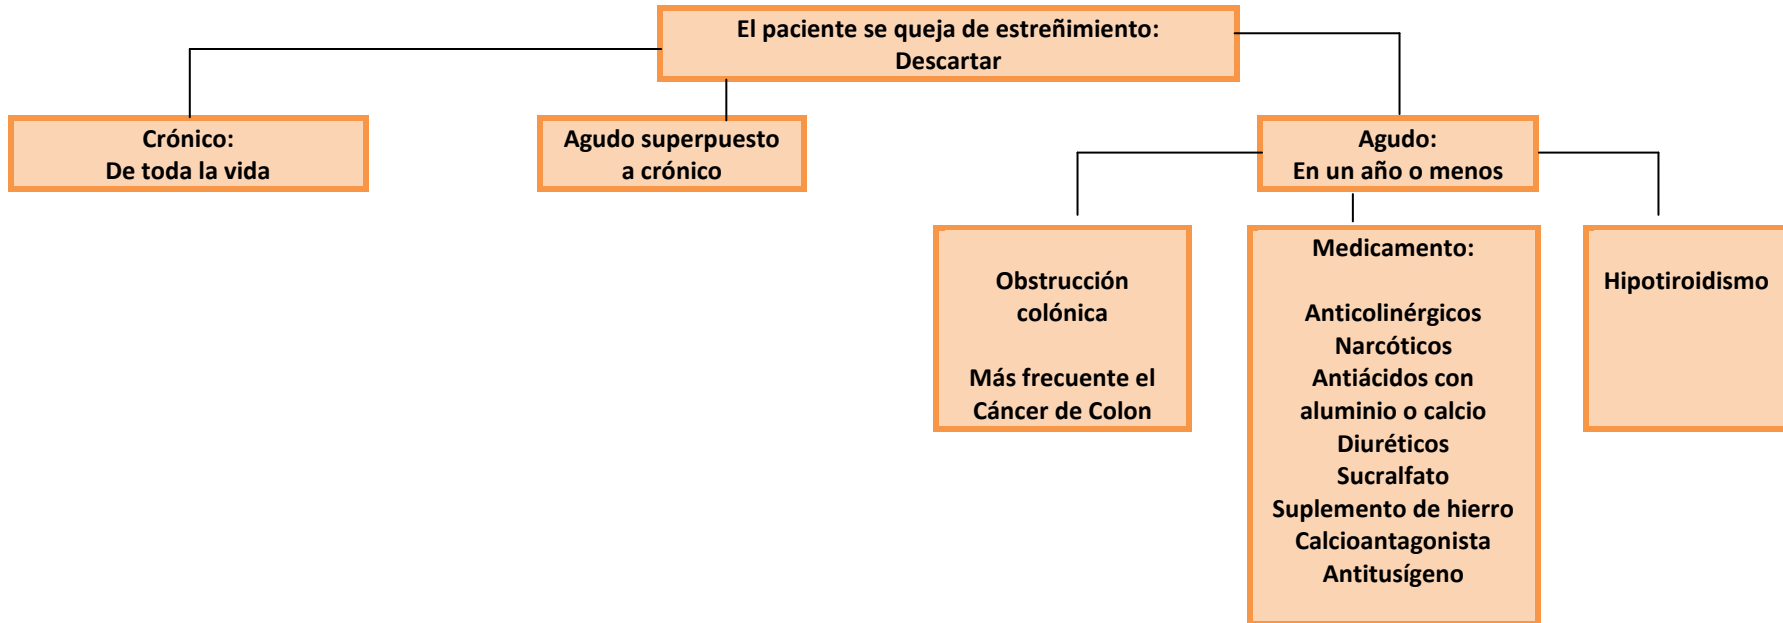 El paciente se queja de estreñimiento:
Descartar
Crónico:
De toda la vida
Agudo superpuesto
a crónico
Agudo:
En un año o menos
Obstrucción
colónica
Más frecuente el
Cáncer de Colon
Medicamento:
Anticolinérgicos
Narcóticos
Antiácidos con
aluminio o calcio
Diuréticos
Sucralfato
Suplemento de hierro
Calcioantagonista
Antitusígeno
Hipotiroidismo